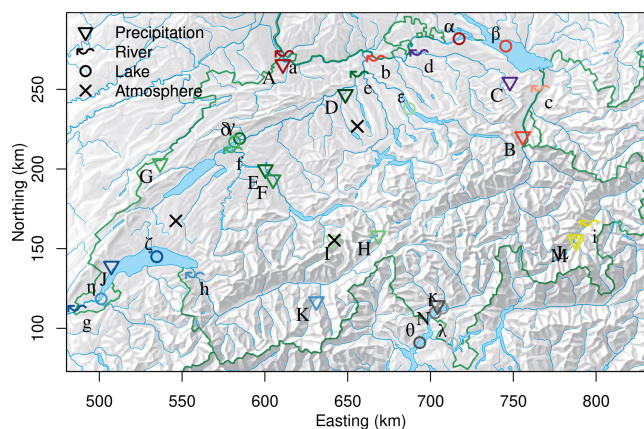 Precipitation
River
Lake
Atmosphere
α
β
A
a
b
d
e
C
c
D
ε
δγ
B
f
G
E
F
I
H
L
M
i
ζ
J
η
h
g
K
κ
N
λ
θ
250
200
150
100
Northing (km)
500
550
600
650
700
750
800
Easting (km)